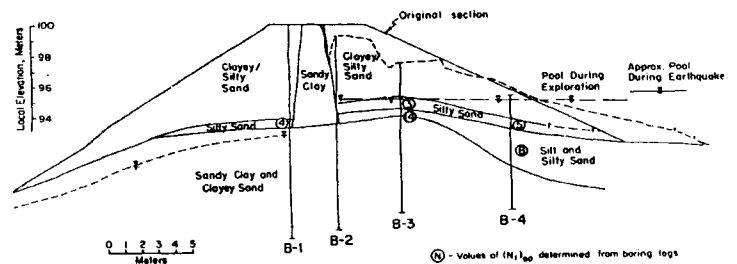 Original section
Local Elevation, Meters
100
98
96
94
Clayey/
Silty
Sand
Sandy
Clay
Clayey/
Silty
Sand
Approx. Pool
During Earthquake
Pool During
Exploration
Silty Sand
4
4
Silty Sand
5
8
Silt and
Silty Sand
Sandy Clay and
Clayey Sand
B-1
B-2
B-3
B-4
0 1 2 3 4 5
Meters
N - Values of (N₁)₆₀ determined from boring logs